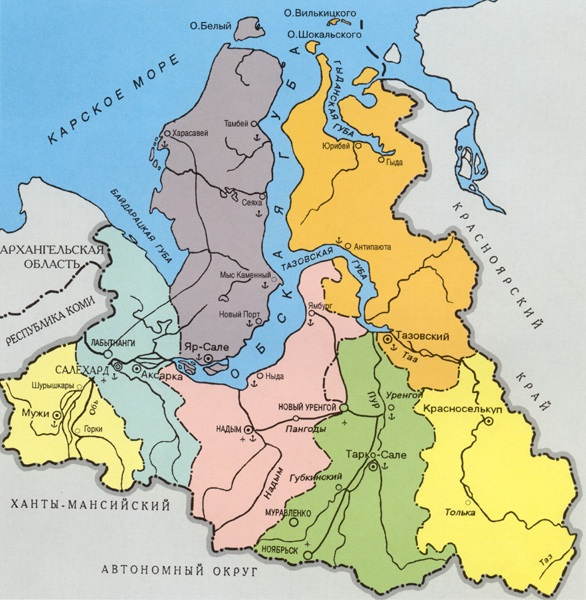 О.Белый
О.Вилькицкого
О.Шокальского
КАРСКОЕ МОРЕ
ГЫДАНСКАЯ
ГУБА
ОБСКАЯ ГУБА
Тамбей
Харасавей
Юрибей
Гыда
Сеяха
БАЙДАРАЦКАЯ ГУБА
КРАСНОЯРСКИЙ
КРАЙ
АРХАНГЕЛЬСКАЯ
ОБЛАСТЬ
Антипаюта
ТАЗОВСКАЯ
ГУБА
Мыс Каменный
РЕСПУБЛИКА КОМИ
Ямбург
Новый Порт
Тазовский
Таз
ЛАБЫТНАНГИ
Яр-Сале
САЛЕХАРД
Аксарка
Ныда
Шурышкары
Обь
Мужи
Горки
НОВЫЙ УРЕНГОЙ
ПУР
Уренгой
Красноселькуп
НАДЫМ
Пангоды
Тарко-Сале
Надым
Губкинский
ХАНТЫ-МАНСИЙСКИЙ
МУРАВЛЕНКО
Толька
НОЯБРЬСК
Таз
АВТОНОМНЫЙ ОКРУГ